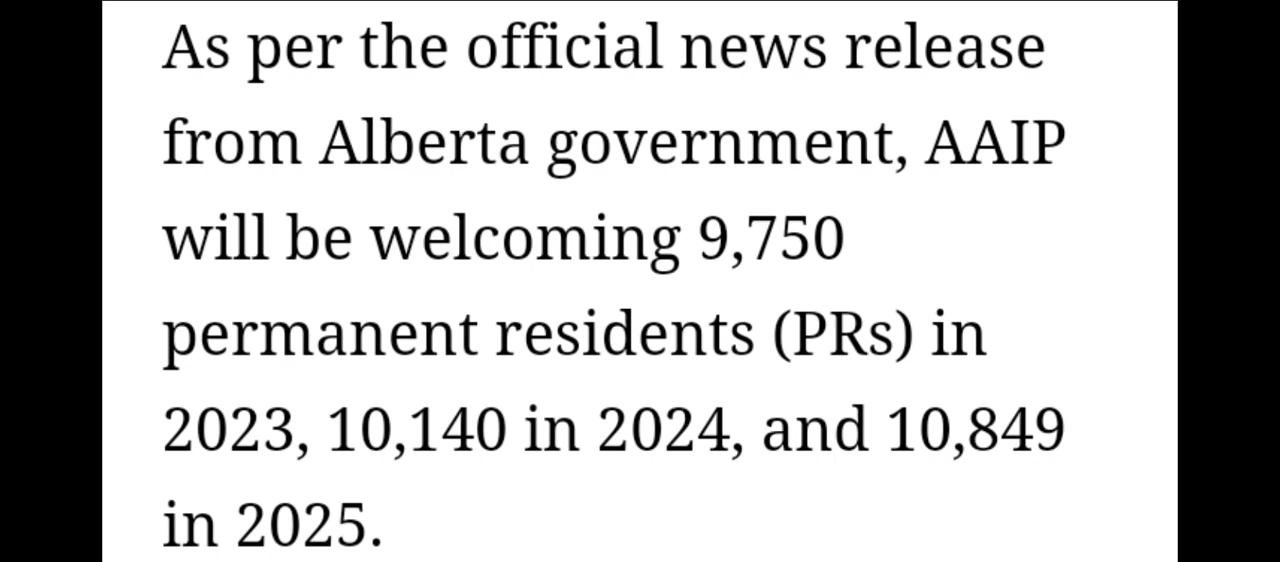 As per the official news release
from Alberta government, AAIP
will be welcoming 9,750
permanent residents (PRs) in
2023, 10,140 in 2024, and 10,849
in 2025.